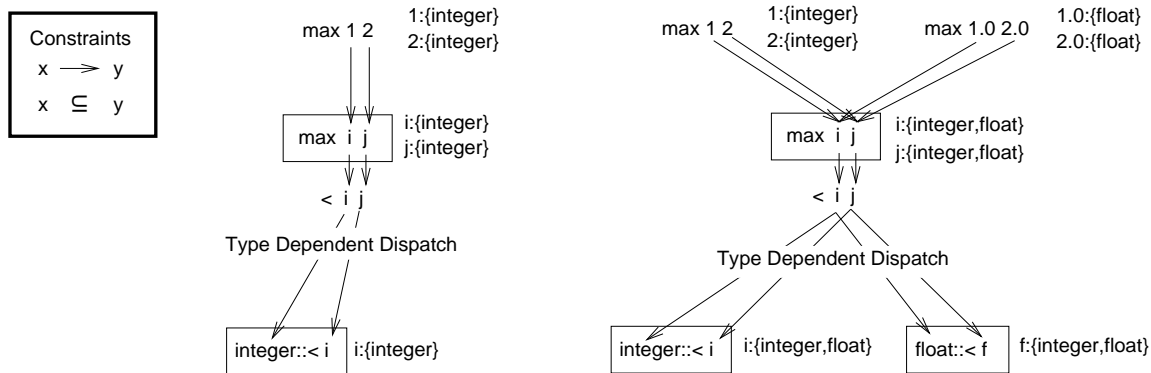 Constraints
x y
x ⊆ y
max 1 2
1:{integer}
2:{integer}
max i j
i:{integer}
j:{integer}
< i j
Type Dependent Dispatch
integer::< i
i:{integer}
max 1 2
1:{integer}
2:{integer}
max 1.0 2.0
1.0:{float}
2.0:{float}
max i j
i:{integer,float}
j:{integer,float}
< i j
Type Dependent Dispatch
integer::< i
i:{integer,float}
float::< f
f:{integer,float}